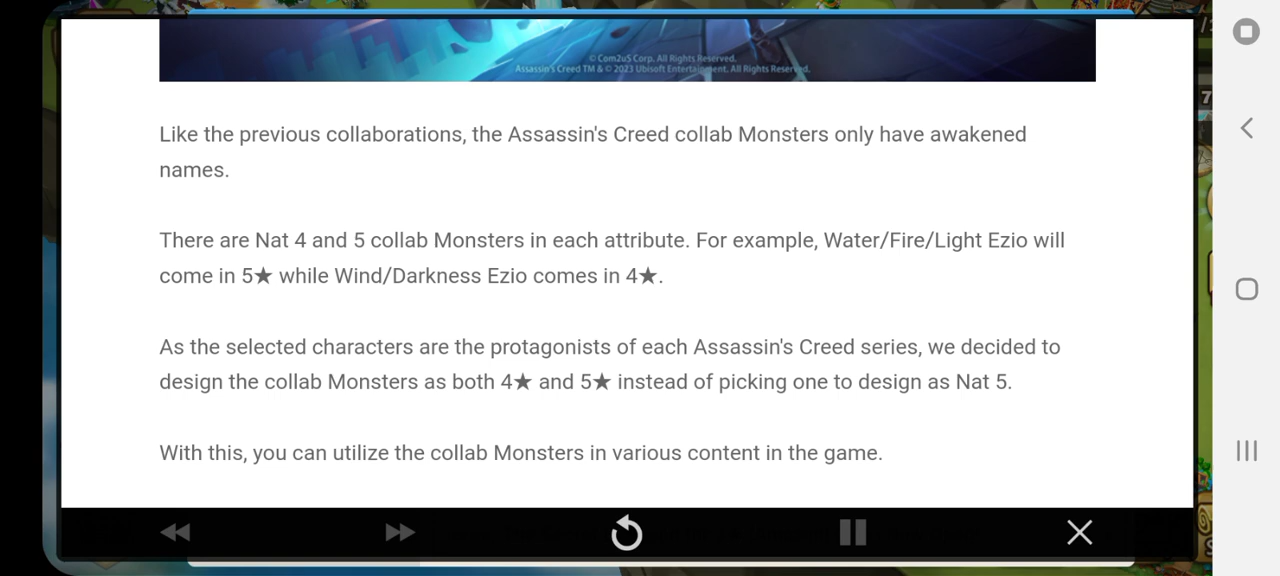 © Com2uS Corp. All Rights Reserved.
Assassin's Creed TM & © 2023 Ubisoft Entertainment. All Rights Reserved.
Like the previous collaborations, the Assassin's Creed collab Monsters only have awakened
names.
There are Nat 4 and 5 collab Monsters in each attribute. For example, Water/Fire/Light Ezio will
come in 5★ while Wind/Darkness Ezio comes in 4★.
As the selected characters are the protagonists of each Assassin's Creed series, we decided to
design the collab Monsters as both 4★ and 5★ instead of picking one to design as Nat 5.
With this, you can utilize the collab Monsters in various content in the game.